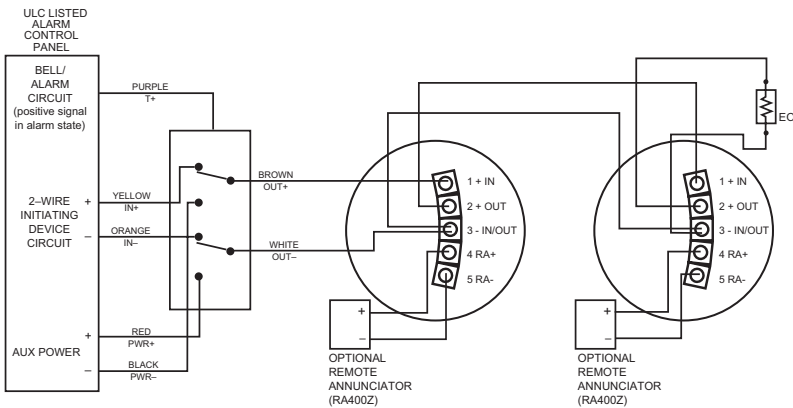 ULC LISTED
ALARM
CONTROL
PANEL
BELL/
ALARM
CIRCUIT
(positive signal
in alarm state)
PURPLE
T+
2–WIRE
INITIATING
DEVICE
CIRCUIT
+
–
YELLOW
IN+
ORANGE
IN–
BROWN
OUT+
WHITE
OUT–
AUX POWER
+
–
RED
PWR+
BLACK
PWR–
1 + IN
2 + OUT
3 - IN/OUT
4 RA+
5 RA-
+
–
OPTIONAL
REMOTE
ANNUNCIATOR
(RA400Z)
1 + IN
2 + OUT
3 - IN/OUT
4 RA+
5 RA-
+
–
OPTIONAL
REMOTE
ANNUNCIATOR
(RA400Z)